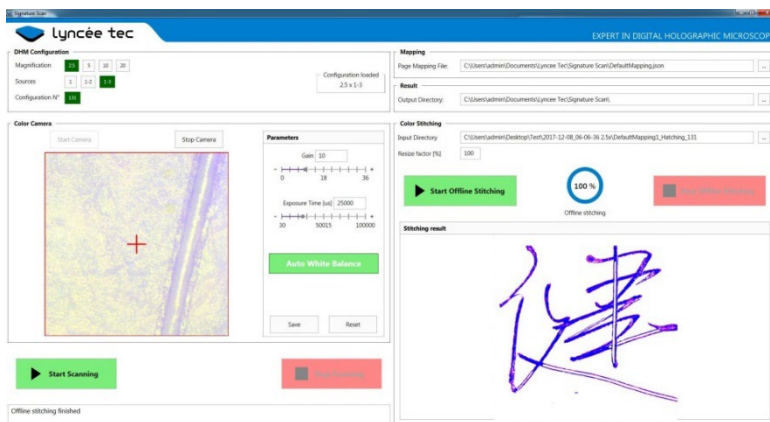 Signature Scan
lyncée tec
EXPERT IN DIGITAL HOLOGRAPHIC MICROSCOP
DHM Configuration
Magnification 2.5 5 10 20
Sources 1 1-2 1-3
Configuration N°
Configuration loaded
2.5 x 1-3
Mapping
Page Mapping File: C:\Users\admin\Documents\Lyncee Tec\Signature Scan\DefaultMapping.json ...
Result
Output Directory: C:\Users\admin\Documents\Lyncee Tec\Signature Scan\ ...
Color Camera
Start Camera
Stop Camera
Parameters
Gain 10
- +
0 18 36
Exposure Time [us] 25000
- +
30 50015 100000
Auto White Balance
Save
Reset
Start Scanning
Offline stitching finished
Color Stitching
Input Directory C:\Users\admin\Desktop\Test\2017-12-08_06-06-36 2.5x\DefaultMapping1_Hatching_131 ...
Resize factor [%] 100
Start Offline Stitching
100 %
Offline stitching
Stitching result
健